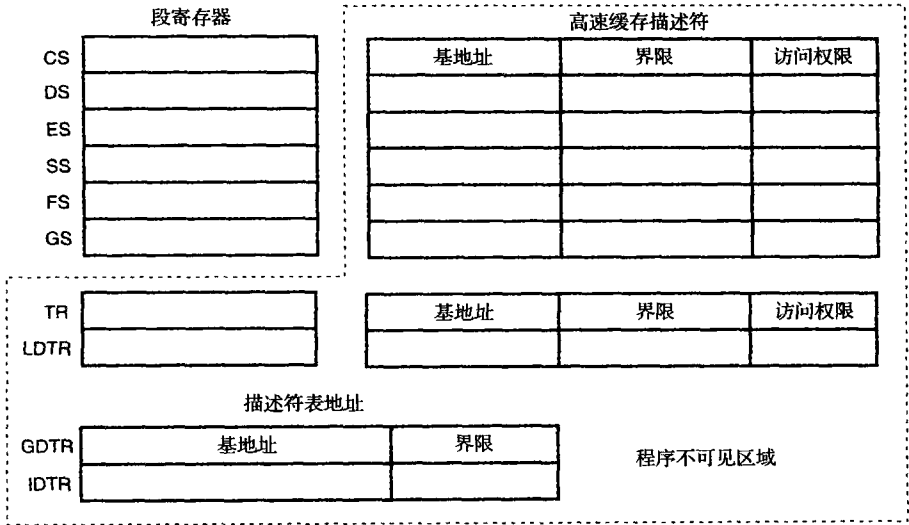 段寄存器
高速缓存描述符
CS
基地址 界限 访问权限
DS
ES
SS
FS
GS
TR
基地址 界限 访问权限
LDTR
描述符表地址
GDTR 基地址 界限
IDTR
程序不可见区域